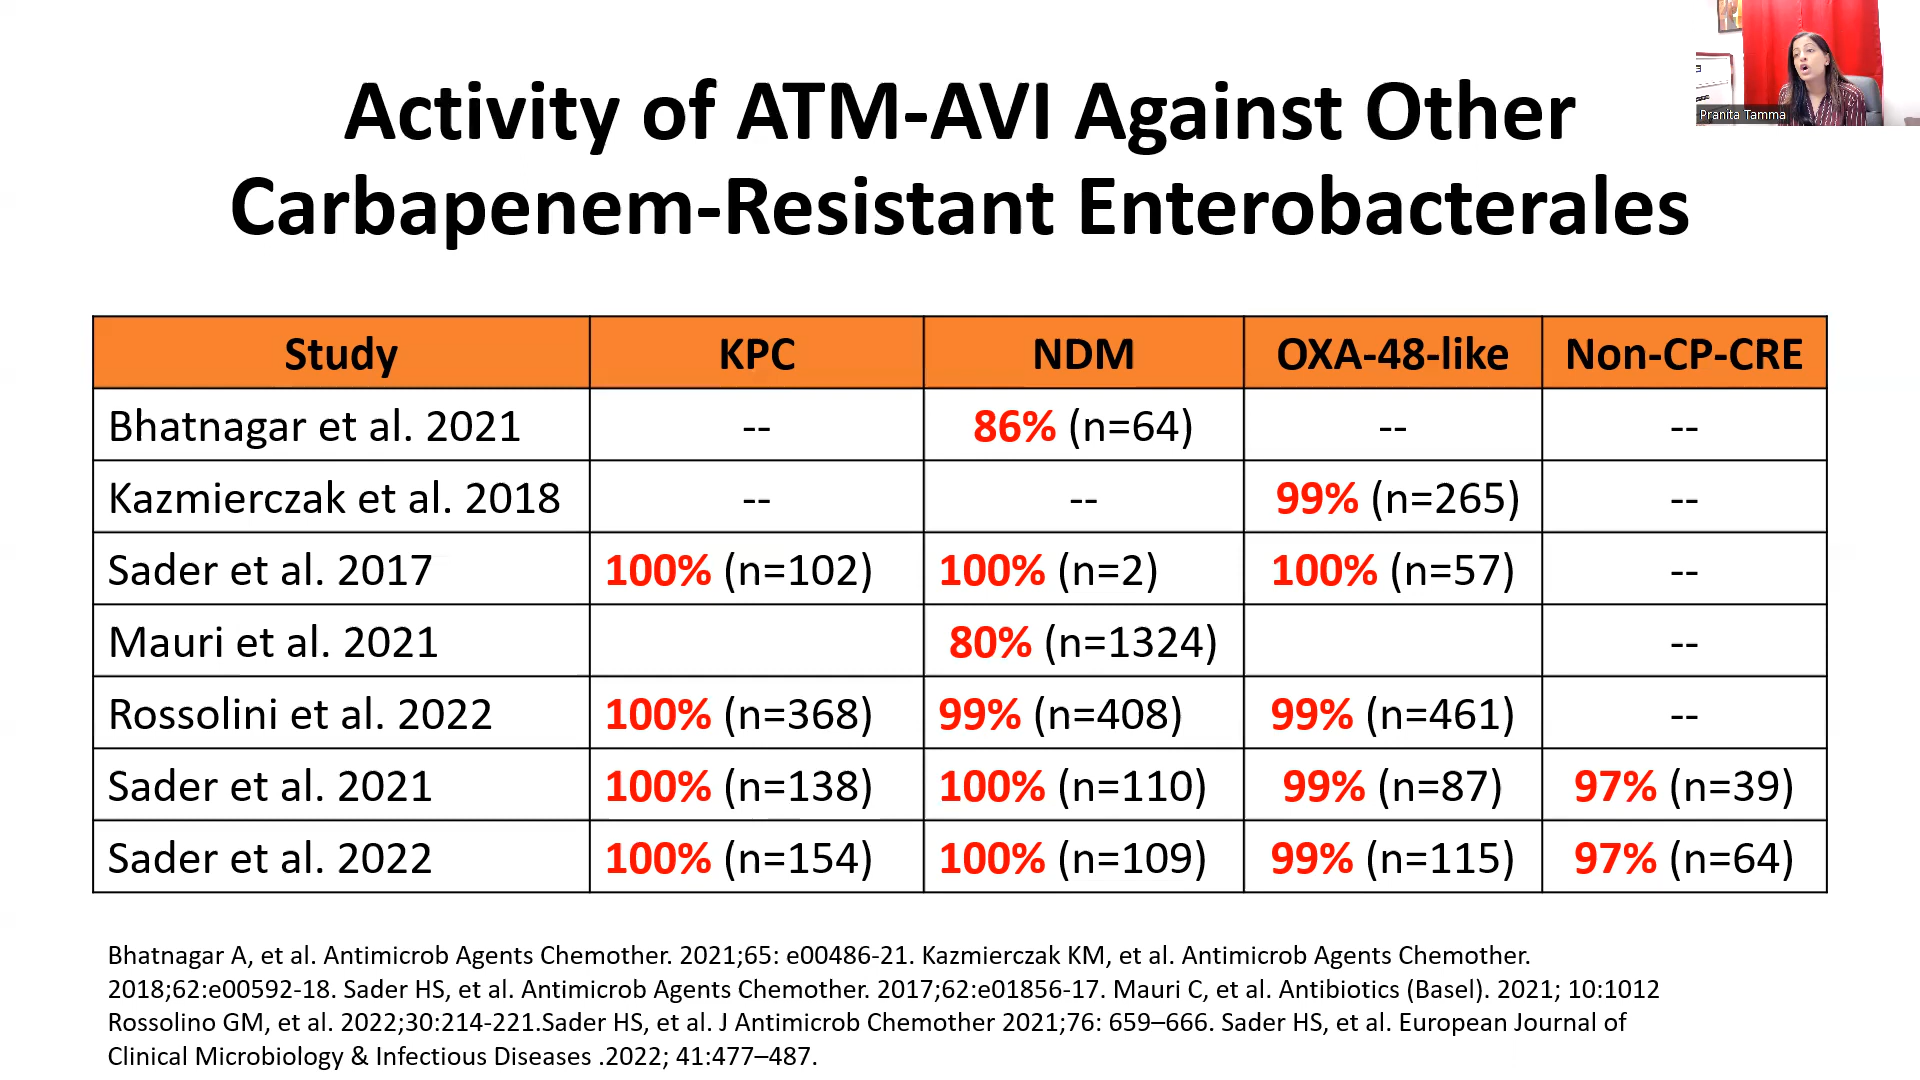 Activity of ATM-AVI Against Other
Carbapenem-Resistant Enterobacterales
Pranita Tamma
Study KPC NDM OXA-48-like Non-CP-CRE
Bhatnagar et al. 2021 -- 86% (n=64) -- --
Kazmierczak et al. 2018 -- -- 99% (n=265) --
Sader et al. 2017 100% (n=102) 100% (n=2) 100% (n=57) --
Mauri et al. 2021 80% (n=1324) --
Rossolini et al. 2022 100% (n=368) 99% (n=408) 99% (n=461) --
Sader et al. 2021 100% (n=138) 100% (n=110) 99% (n=87) 97% (n=39)
Sader et al. 2022 100% (n=154) 100% (n=109) 99% (n=115) 97% (n=64)
Bhatnagar A, et al. Antimicrob Agents Chemother. 2021;65: e00486-21. Kazmierczak KM, et al. Antimicrob Agents Chemother.
2018;62:e00592-18. Sader HS, et al. Antimicrob Agents Chemother. 2017;62:e01856-17. Mauri C, et al. Antibiotics (Basel). 2021; 10:1012
Rossolino GM, et al. 2022;30:214-221.Sader HS, et al. J Antimicrob Chemother 2021;76: 659–666. Sader HS, et al. European Journal of
Clinical Microbiology & Infectious Diseases .2022; 41:477–487.